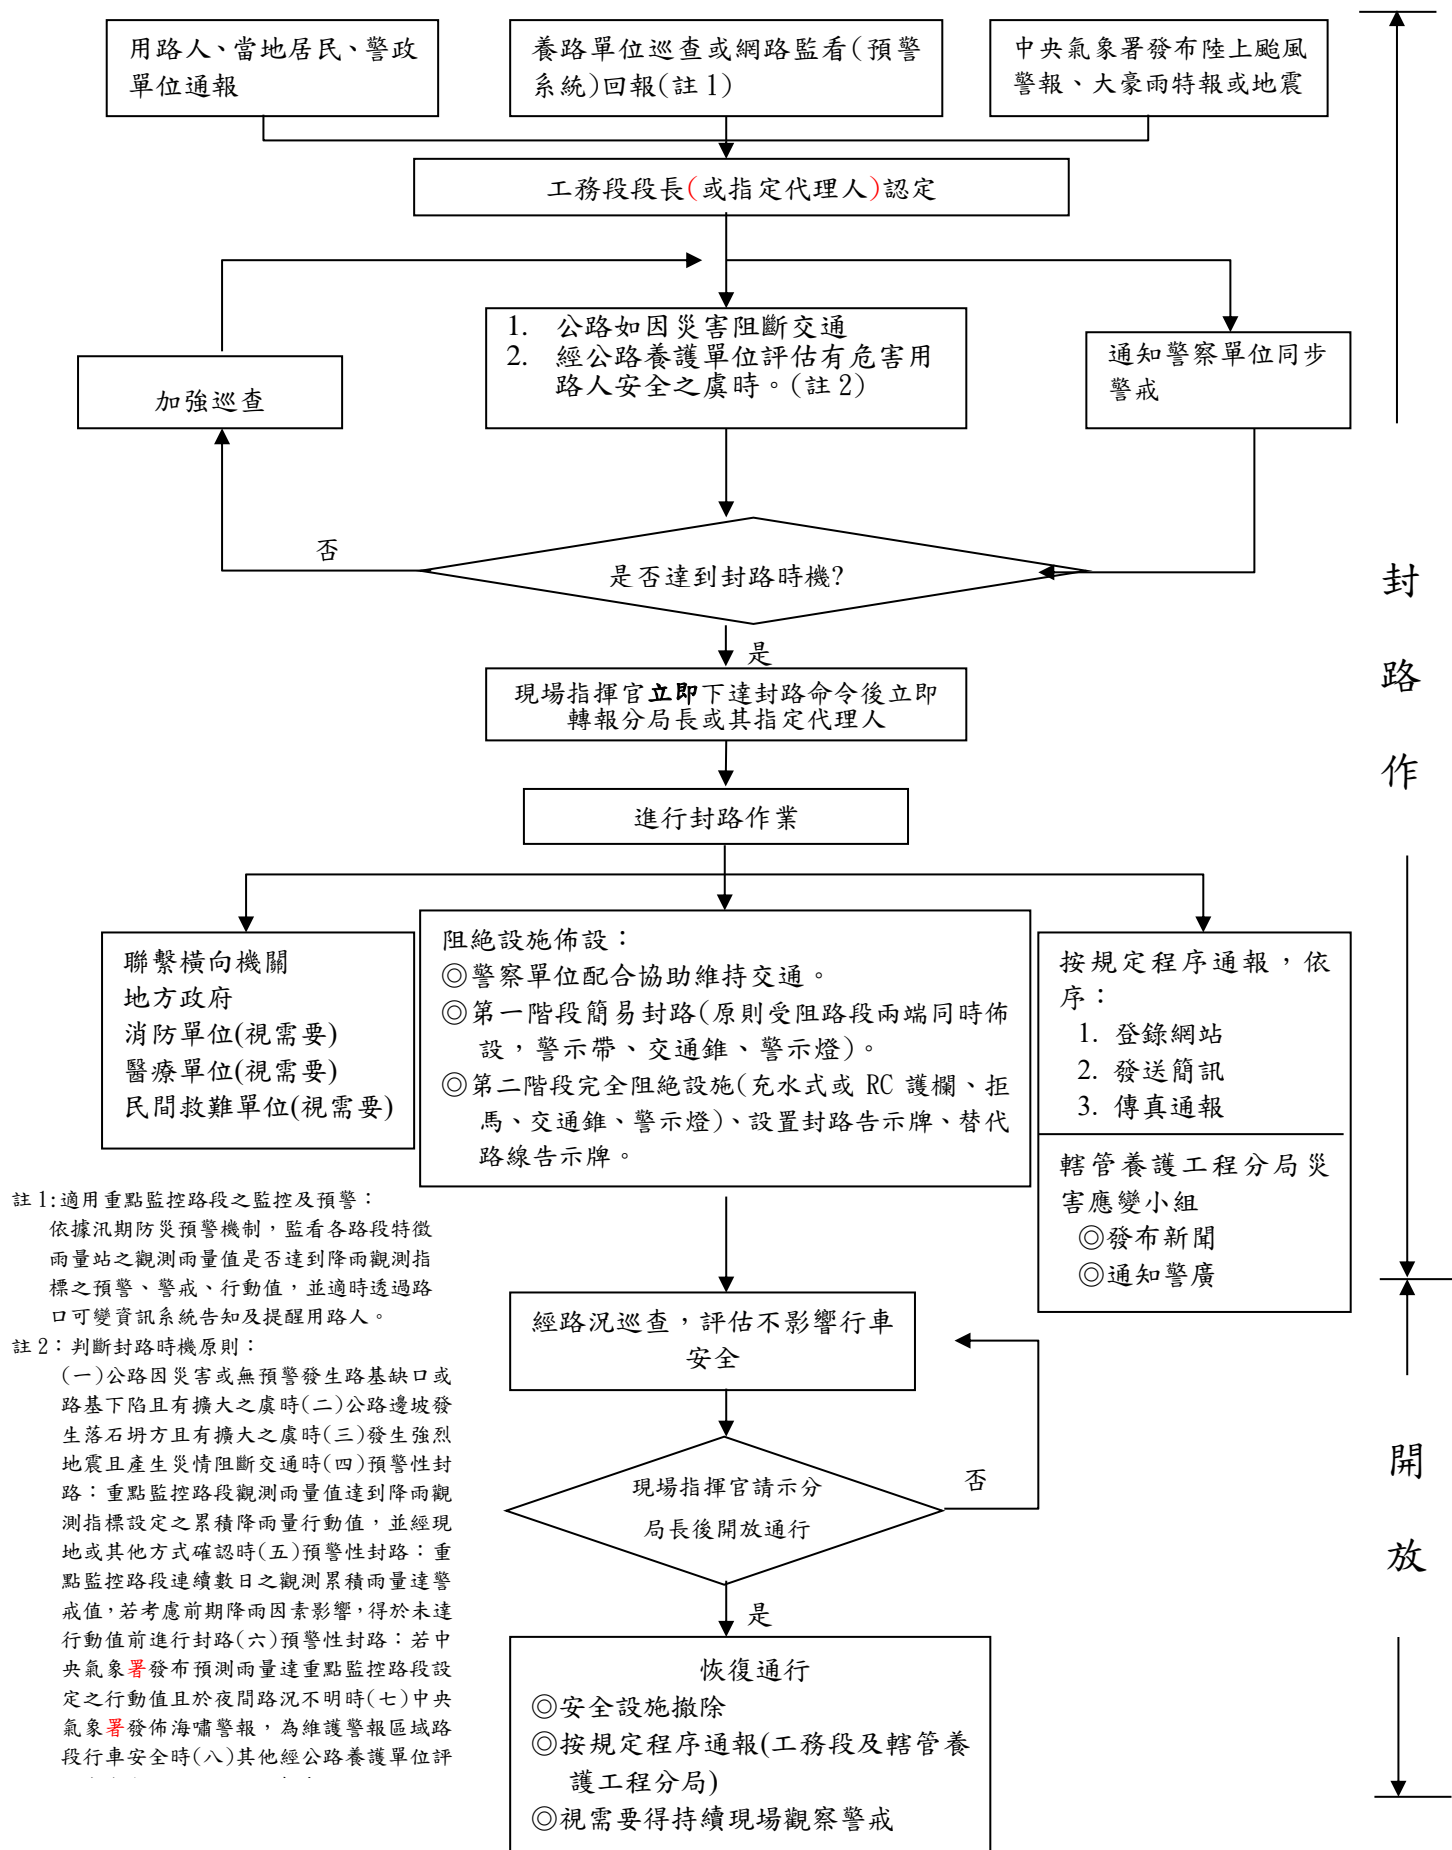 用路人、當地居民、警政
單位通報
養路單位巡查或網路監看(預警
系統)回報(註1)
中央氣象署發布陸上颱風
警報、大豪雨特報或地震
工務段段長(或指定代理人)認定
1. 公路如因災害阻斷交通
2. 經公路養護單位評估有危害用
路人安全之虞時。(註2)
加強巡查
通知警察單位同步
警戒
否
是否達到封路時機?
是
現場指揮官立即下達封路命令後立即
轉報分局長或其指定代理人
進行封路作業
聯繫橫向機關
地方政府
消防單位(視需要)
醫療單位(視需要)
民間救難單位(視需要)
阻絕設施佈設：
◎警察單位配合協助維持交通。
◎第一階段簡易封路(原則受阻路段兩端同時佈
設，警示帶、交通錐、警示燈)。
◎第二階段完全阻絕設施(充水式或 RC 護欄、拒
馬、交通錐、警示燈)、設置封路告示牌、替代
路線告示牌。
按規定程序通報，依
序：
1. 登錄網站
2. 發送簡訊
3. 傳真通報
轄管養護工程分局災
害應變小組
◎發布新聞
◎通知警廣
封
路
作
註1:適用重點監控路段之監控及預警：
依據汛期防災預警機制，監看各路段特徵
雨量站之觀測雨量值是否達到降雨觀測指
標之預警、警戒、行動值，並適時透過路
口可變資訊系統告知及提醒用路人。
註2：判斷封路時機原則：
(一)公路因災害或無預警發生路基缺口或
路基下陷且有擴大之虞時(二)公路邊坡發
生落石坍方且有擴大之虞時(三)發生強烈
地震且產生災情阻斷交通時(四)預警性封
路：重點監控路段觀測雨量值達到降雨觀
測指標設定之累積降雨量行動值，並經現
地或其他方式確認時(五)預警性封路：重
點監控路段連續數日之觀測累積雨量達警
戒值，若考慮前期降雨因素影響，得於未達
行動值前進行封路(六)預警性封路：若中
央氣象署發布預測雨量達重點監控路段設
定之行動值且於夜間路況不明時(七)中央
氣象署發佈海嘯警報，為維護警報區域路
段行車安全時(八)其他經公路養護單位評
經路況巡查，評估不影響行車
安全
現場指揮官請示分
局長後開放通行
否
是
恢復通行
◎安全設施撤除
◎按規定程序通報(工務段及轄管養
護工程分局)
◎視需要得持續現場觀察警戒
開
放